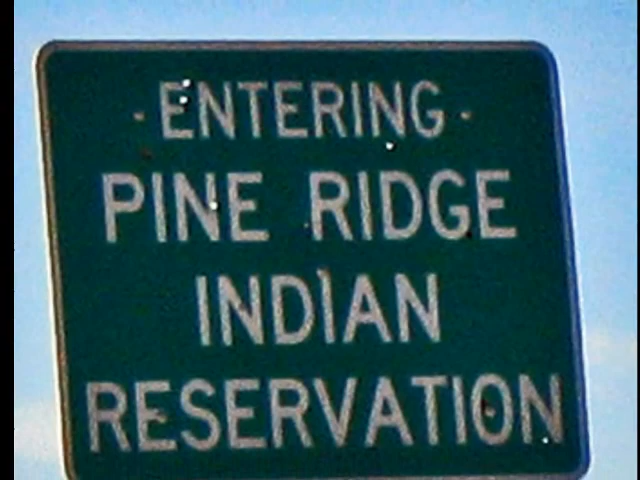 - ENTERING -
PINE RIDGE
INDIAN
RESERVATION